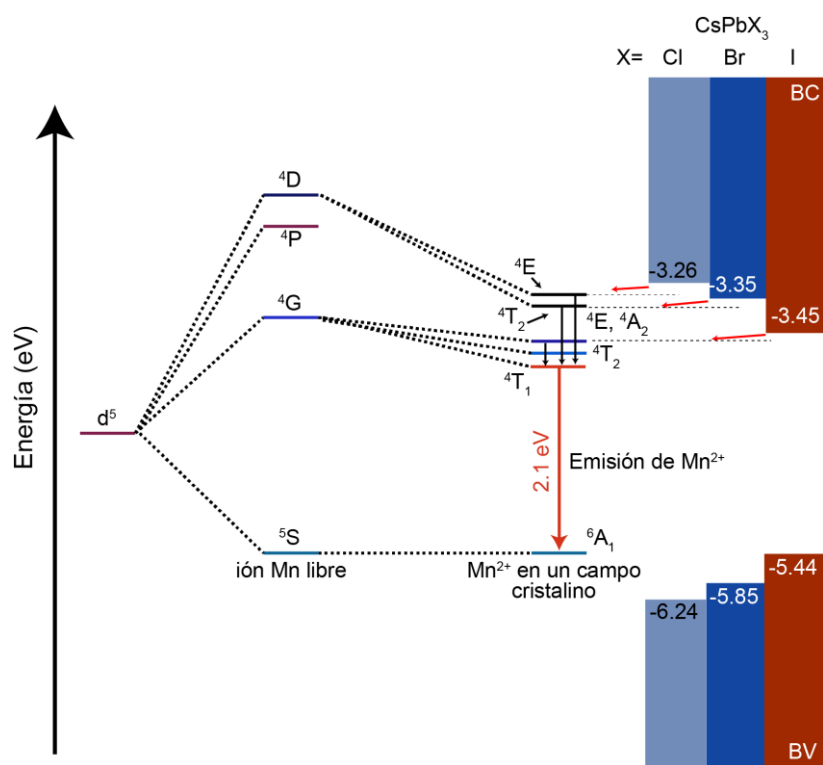 CsPbX₃
X= Cl Br I
BC
⁴D
⁴P
⁴E
-3.26
-3.35
⁴G
⁴T₂
⁴E, ⁴A₂
-3.45
⁴T₂
⁴T₁
d⁵
Energía (eV)
2.1 eV
Emisión de Mn²⁺
⁵S
⁶A₁
-5.44
ión Mn libre
Mn²⁺ en un campo
cristalino
-5.85
-6.24
BV